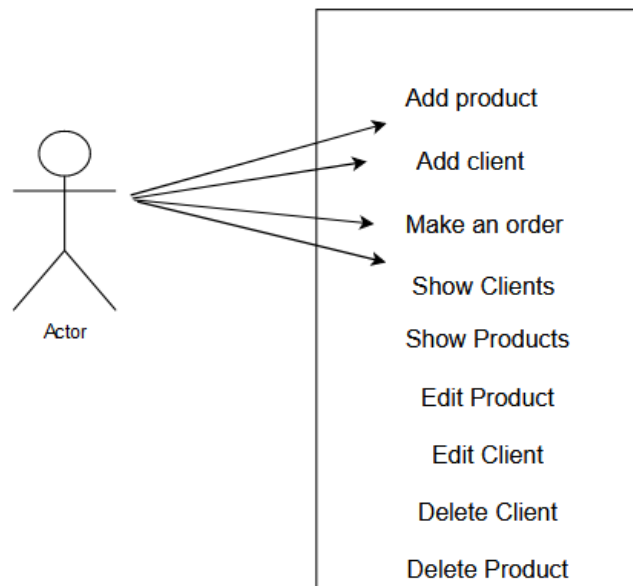 Add product
Add client
Make an order
Show Clients
Actor
Show Products
Edit Product
Edit Client
Delete Client
Delete Product